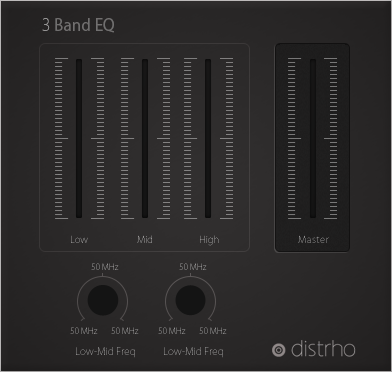 3 Band EQ
Low Mid High Master
50 MHz 50 MHz
50 MHz 50 MHz 50 MHz 50 MHz
Low-Mid Freq Low-Mid Freq
distrho